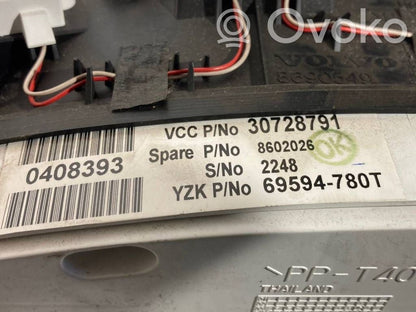 Ovoko
VOLVO
8690649
VCC P/No 30728791
Spare P/No 8602026
OK
S/No 2248
YZK P/No 69594-780T
0408393
>PP-T40
THAILAND